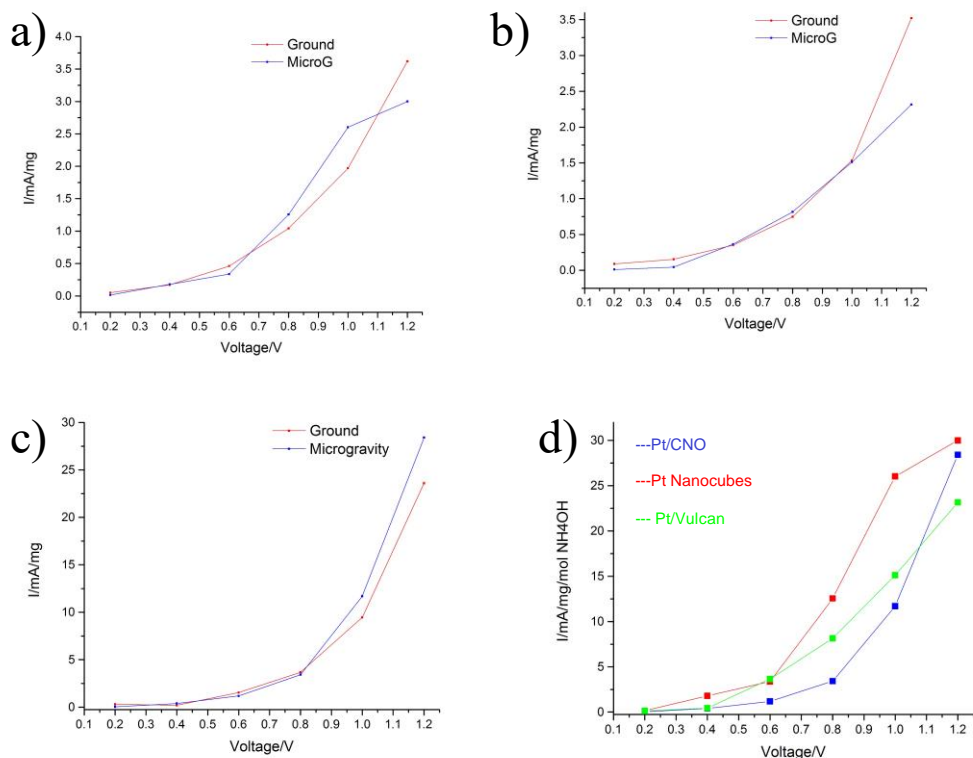 a)
Ground
MicroG
4.0
3.5
3.0
2.5
2.0
1.5
1.0
0.5
0.0
I/mA/mg
0.1 0.2 0.3 0.4 0.5 0.6 0.7 0.8 0.9 1.0 1.1 1.2
Voltage/V
b)
Ground
MicroG
3.5
3.0
2.5
2.0
1.5
1.0
0.5
0.0
I/mA/mg
0.1 0.2 0.3 0.4 0.5 0.6 0.7 0.8 0.9 1.0 1.1 1.2
Voltage/V
c)
Ground
Microgravity
30
25
20
15
10
5
0
I/mA/mg
0.1 0.2 0.3 0.4 0.5 0.6 0.7 0.8 0.9 1.0 1.1 1.2
Voltage/V
d)
---Pt/CNO
---Pt Nanocubes
--- Pt/Vulcan
30
25
20
15
10
5
0
I/mA/mg/mol NH4OH
0.1 0.2 0.3 0.4 0.5 0.6 0.7 0.8 0.9 1.0 1.1 1.2
Voltage/V